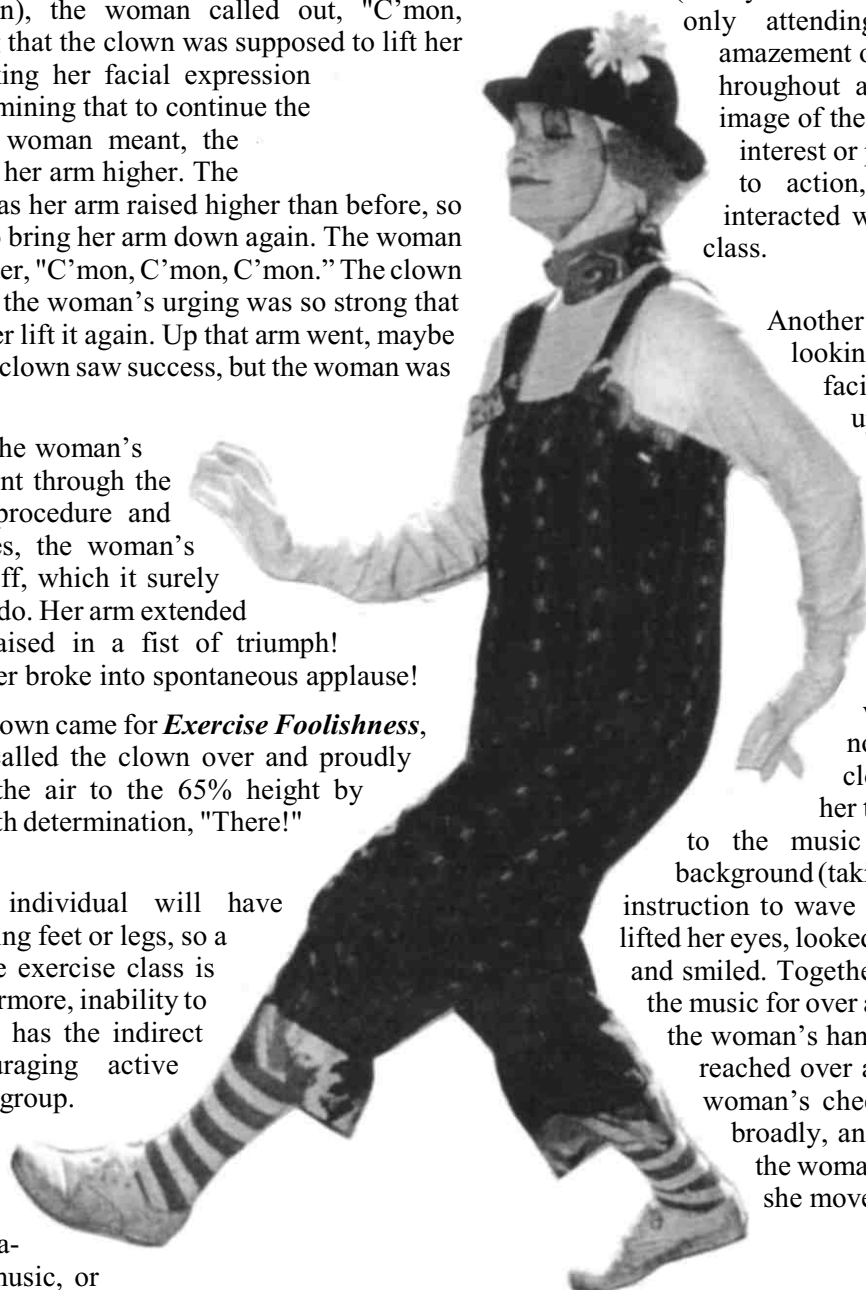 n), the woman called out, "C’mon,
that the clown was supposed to lift her
king her facial expression
mining that to continue the
woman meant, the
her arm higher. The
as her arm raised higher than before, so
bring her arm down again. The woman
er, "C’mon, C’mon, C’mon.” The clown
the woman’s urging was so strong that
er lift it again. Up that arm went, maybe
clown saw success, but the woman was
he woman’s
nt through the
procedure and
es, the woman’s
ff, which it surely
do. Her arm extended
aised in a fist of triumph!
er broke into spontaneous applause!
own came for Exercise Foolishness,
called the clown over and proudly
the air to the 65% height by
th determination, "There!"
individual will have
ing feet or legs, so a
e exercise class is
rmore, inability to
has the indirect
uraging active
group.
a-
music, or
only attending
amazement o
hroughout a
image of the
interest or
to action,
interacted w
class.
Another
lookin
faci
u
no
cl
her t
to the music
background (taki
instruction to wave
lifted her eyes, looked
and smiled. Togethe
the music for over a
the woman’s han
reached over a
woman’s chee
broadly, an
the woma
she move